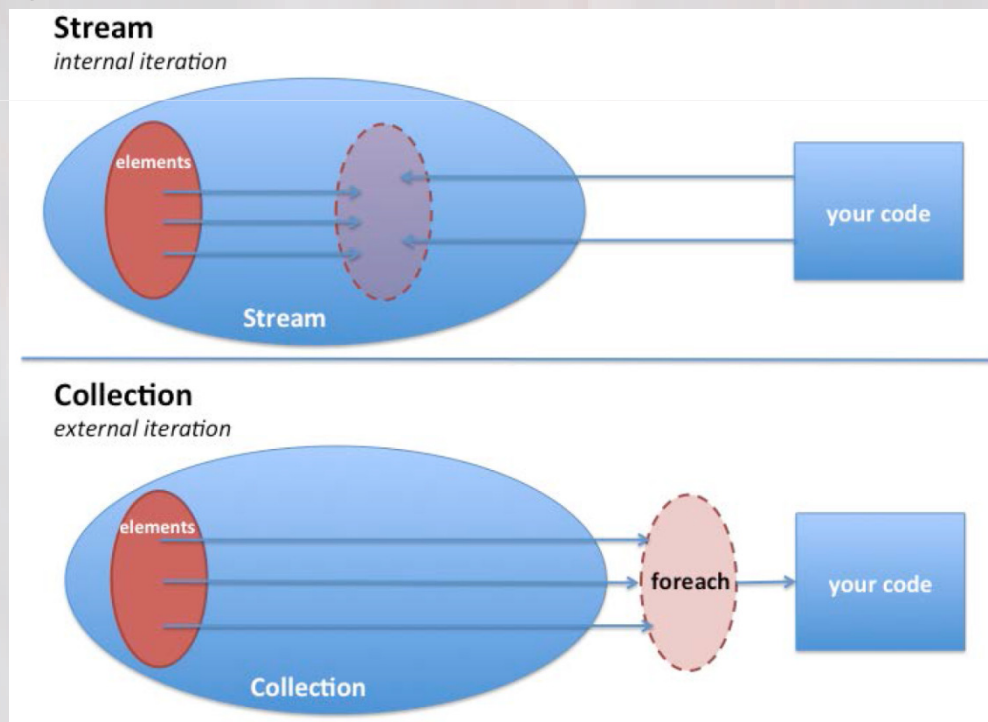 Stream
internal iteration
elements
your code
Stream
Collection
external iteration
elements
foreach
your code
Collection